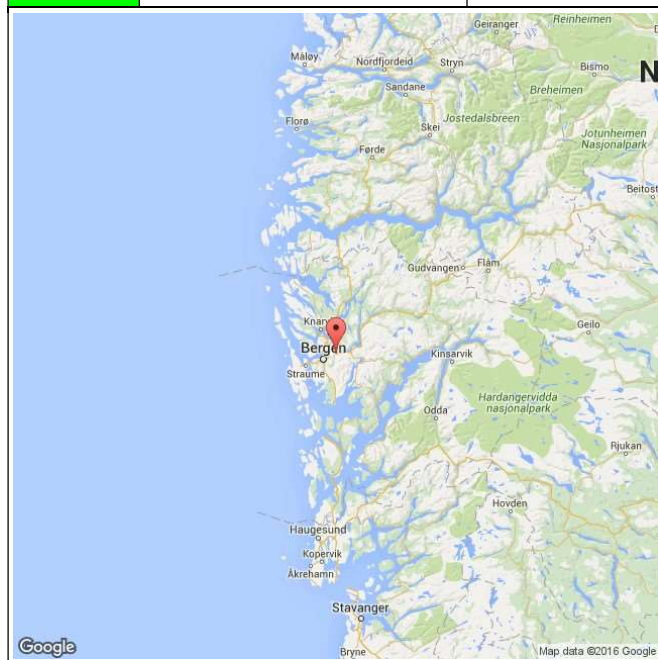 Geiranger
Reinheimen
Måløy
Nordfjordeid
Stryn
Bismo
N
Sandane
Breheimen
Jostedalsbreen
Florø
Skei
Jotunheimen
Nasjonalpark
Førde
Beitost
Gudvangen
Flåm
Knar
Geilo
Bergen
Kinsarvik
Straume
Hardangervidda
nasjonalpark
Odda
Rjukan
Hovden
Haugesund
Kopervik
Åkrehamn
Stavanger
Google
Bryne
Map data ©2016 Google